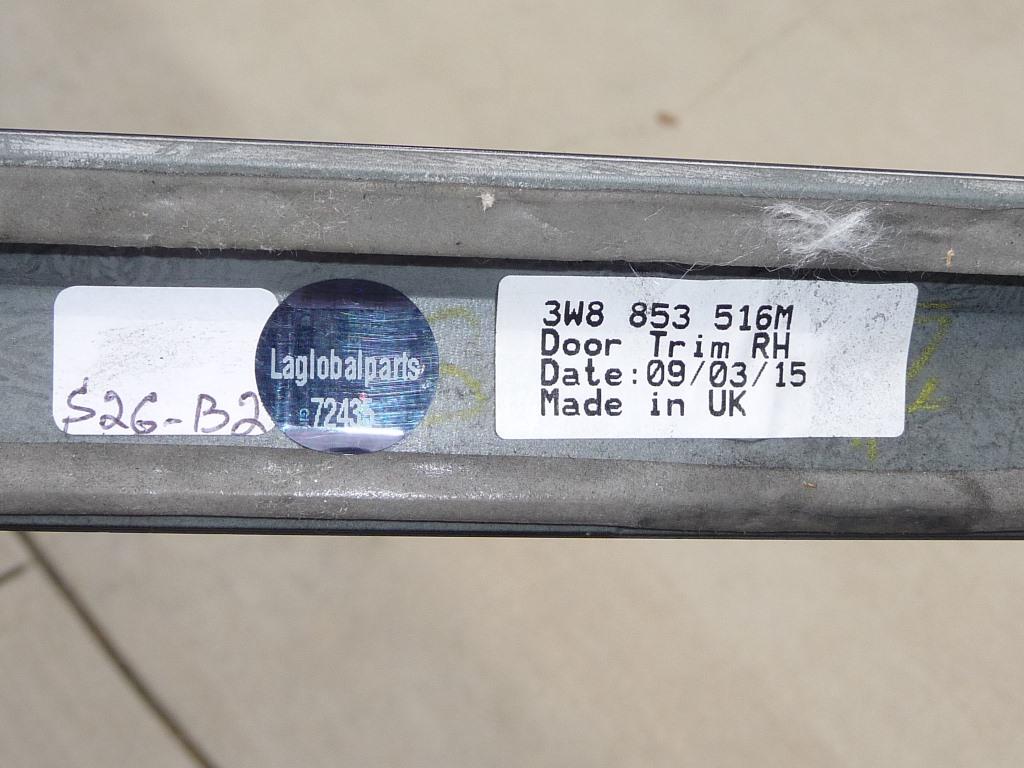 S26-B2
Laglobalparts
72435
3W8 853 516M
Door Trim RH
Date:09/03/15
Made in UK